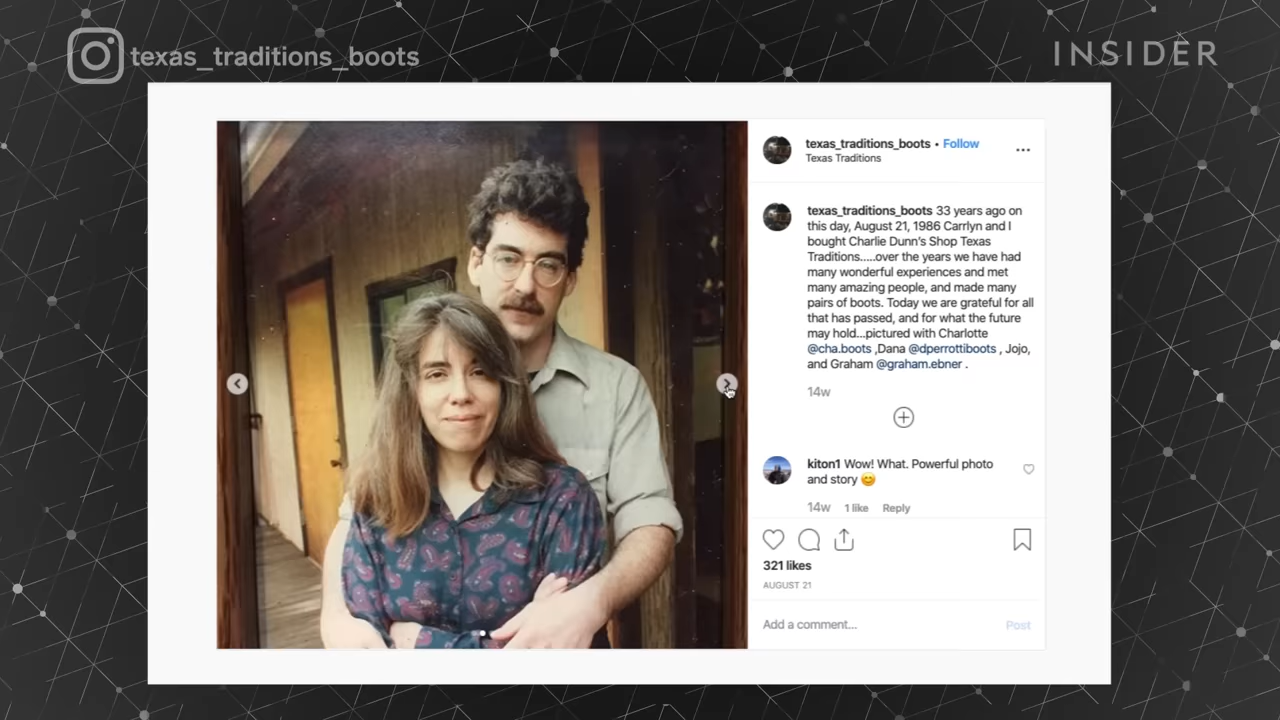 texas_traditions_boots
INSIDER
texas_traditions_boots • Follow
Texas Traditions
texas_traditions_boots 33 years ago on
this day, August 21, 1986 Carrlyn and I
bought Charlie Dunn's Shop Texas
Traditions.....over the years we have had
many wonderful experiences and met
many amazing people, and made many
pairs of boots. Today we are grateful for all
that has passed, and for what the future
may hold...pictured with Charlotte
@cha.boots ,Dana @dperrottiboots , Jojo,
and Graham @graham.ebner .
14w
kiton1 Wow! What. Powerful photo
and story 😊
14w 1 like Reply
321 likes
AUGUST 21
Add a comment... Post